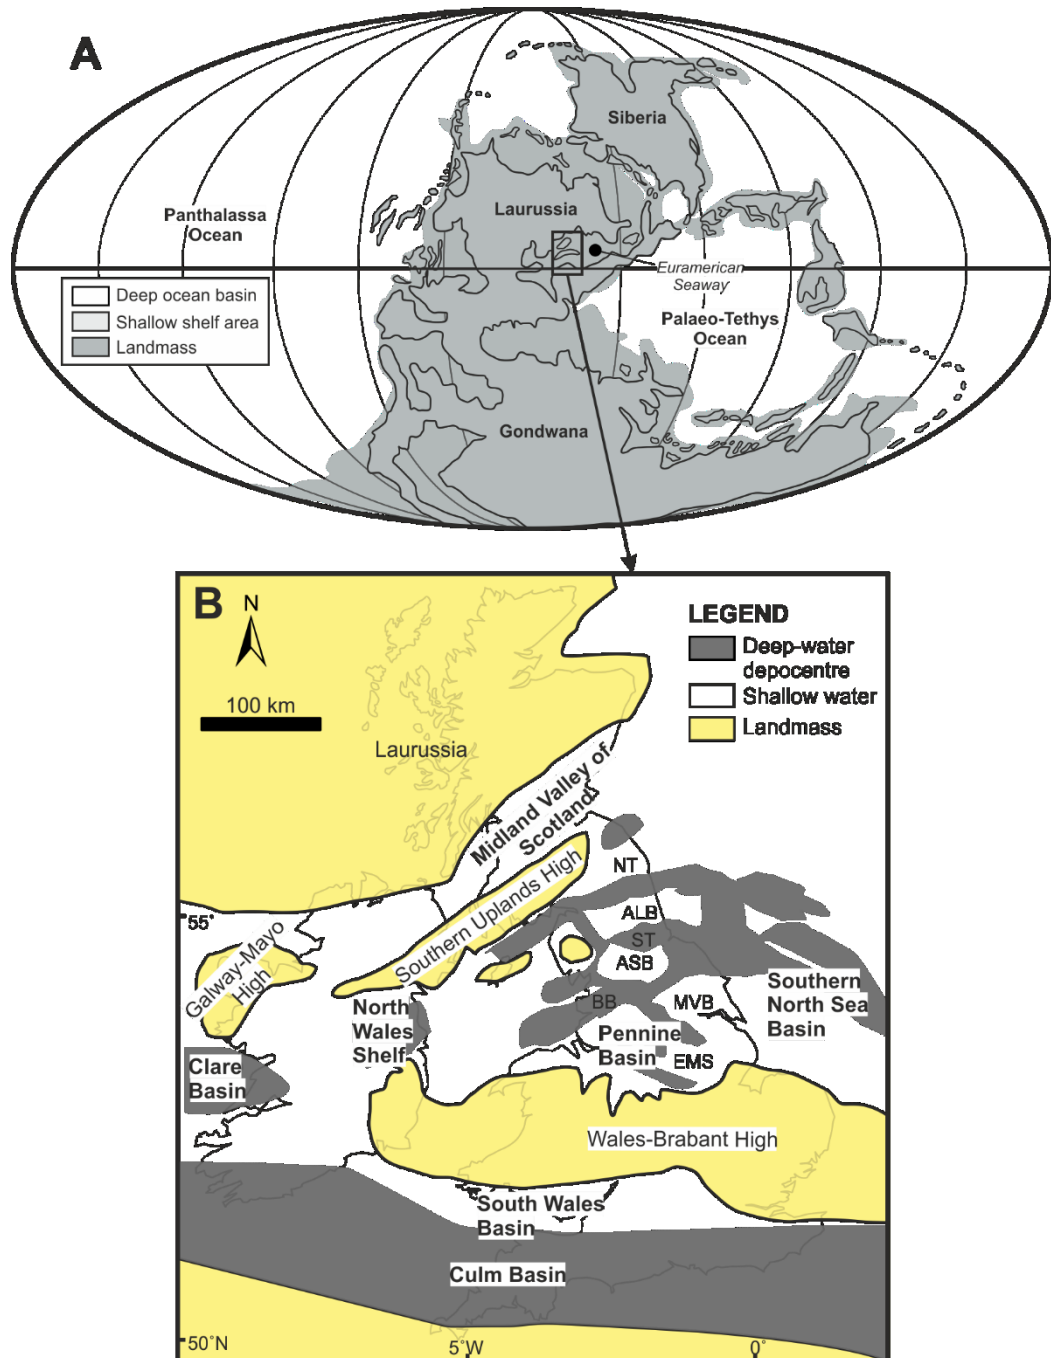 A
Siberia
Laurussia
Panthalassa
Ocean
Euramerican
Seaway
Deep ocean basin
Shallow shelf area
Landmass
Palaeo-Tethys
Ocean
Gondwana
B
N
100 km
LEGEND
Deep-water
depocentre
Shallow water
Landmass
Laurussia
Midland Valley of
Scotland
NT
Southern Uplands High
ALB
55°
ST
ASB
Galway-Mayo
High
Southern
North Sea
Basin
BB
MVB
North
Wales
Shelf
Pennine
Basin
EMS
Clare
Basin
Wales-Brabant High
South Wales
Basin
Culm Basin
50°N
5°W
0°